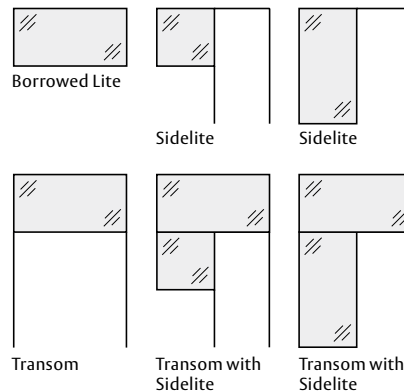 Borrowed Lite
Sidelite
Sidelite
Transom
Transom with
Sidelite
Transom with
Sidelite